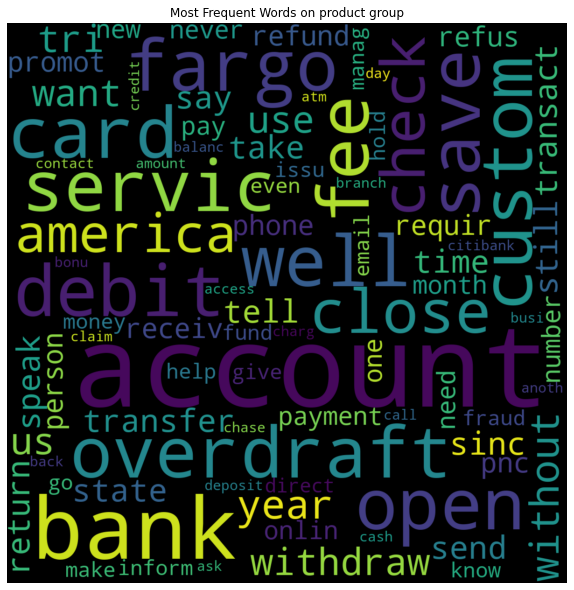 Most Frequent Words on product group
tri
new
never
refund
manag
refus
promot
credit
fargo
day
want
say
atm
check
save
custom
transact
card
pay
use
take
hold
balanc
issu
fee
contact
amount
servic
even
branch
still
america
phone
email
requir
well
citibank
time
bonu
debit
access
month
close
tell
busi
money
receiv
fund
charg
one
number
claim
speak
person
account
help
give
need
anoth
transfer
payment
call
fraud
chase
us
overdraft
sinc
without
back
pnc
return
go
state
deposit
direct
year
open
bank
onlin
send
cash
withdraw
make
inform
ask
know